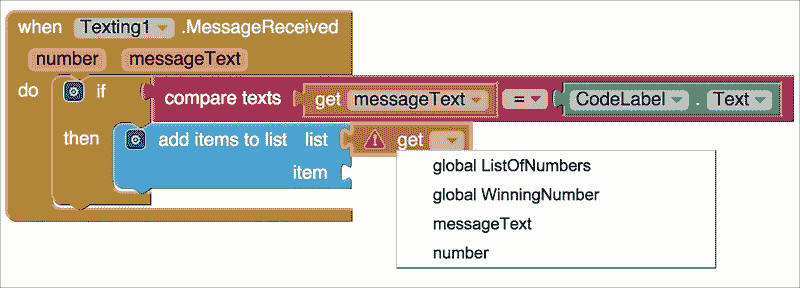 when Texting1 .MessageReceived
number messageText
do if compare texts get messageText = CodeLabel . Text
then add items to list list get
item
global ListOfNumbers
global WinningNumber
messageText
number